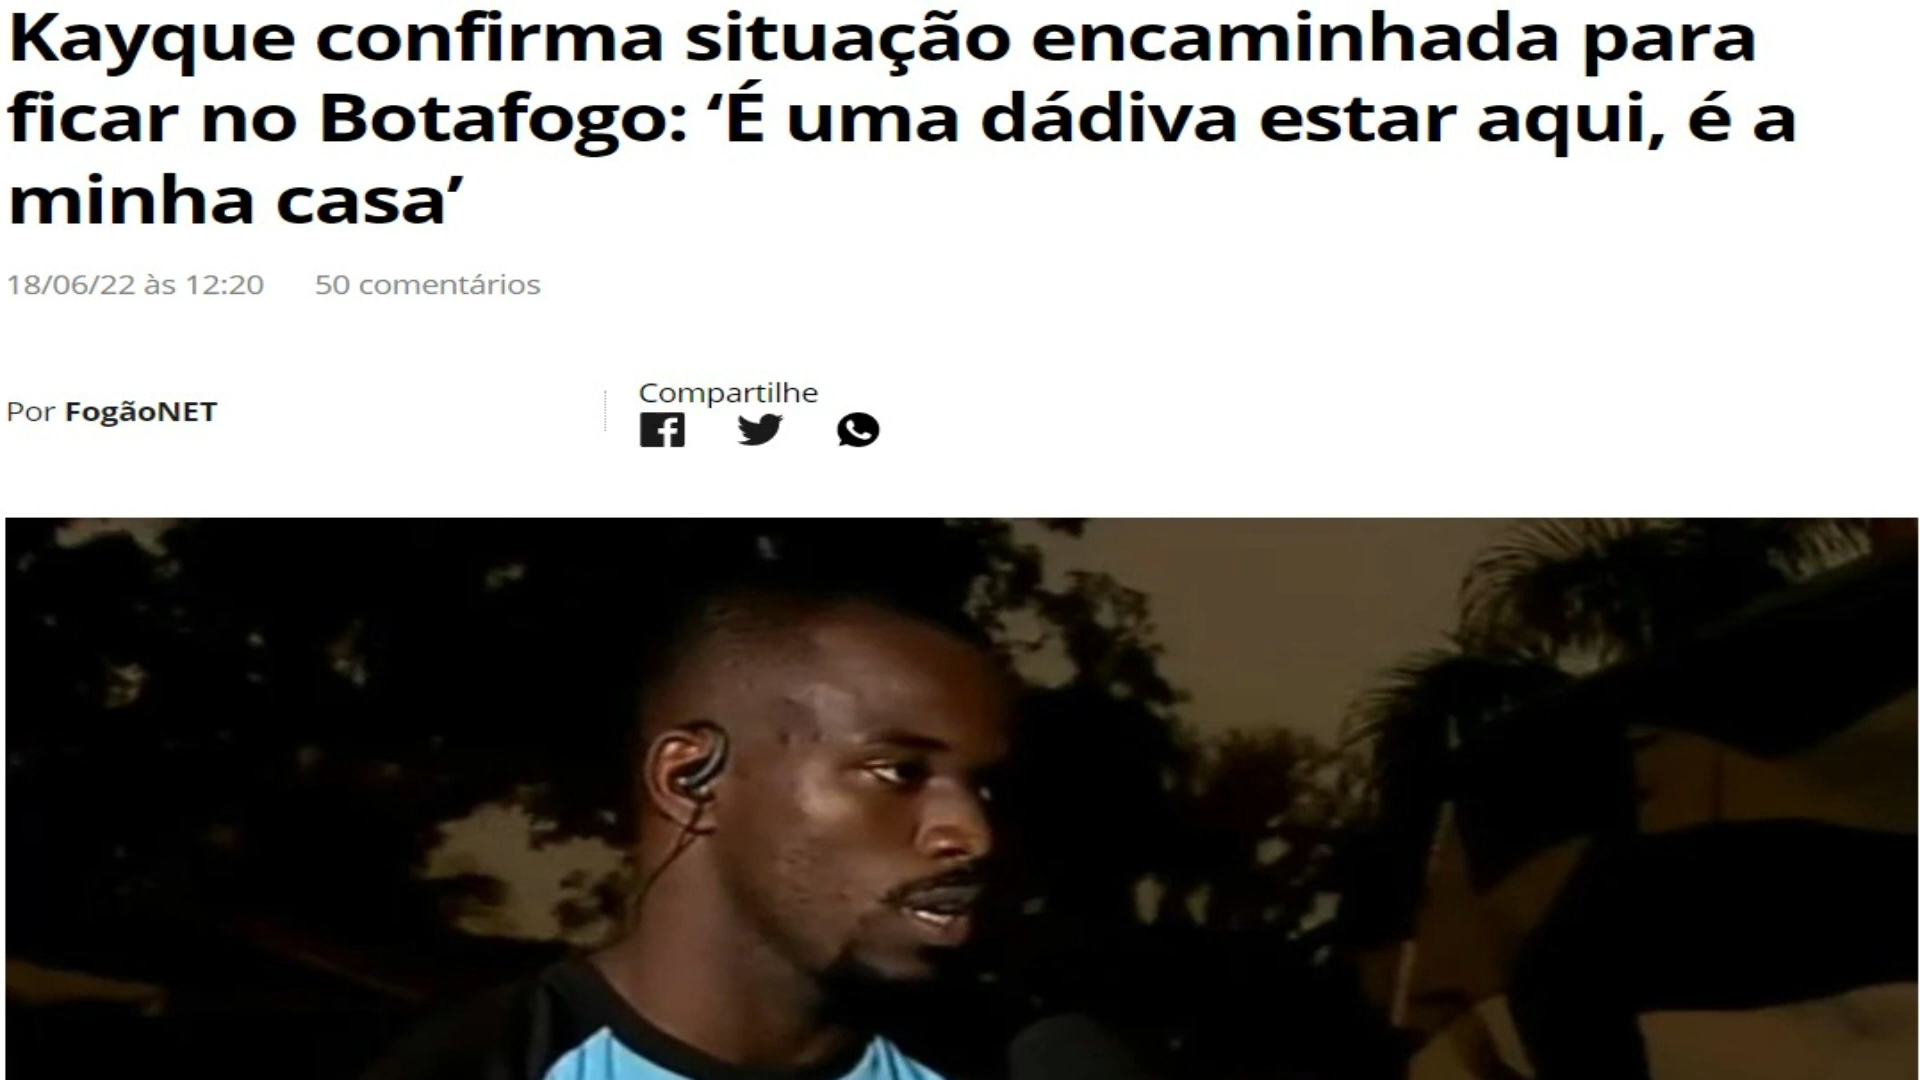 Kayque confirma situação encaminhada para
ficar no Botafogo: ‘É uma dádiva estar aqui, é a
minha casa’
18/06/22 às 12:20 50 comentários
Por FogãoNET
Compartilhe